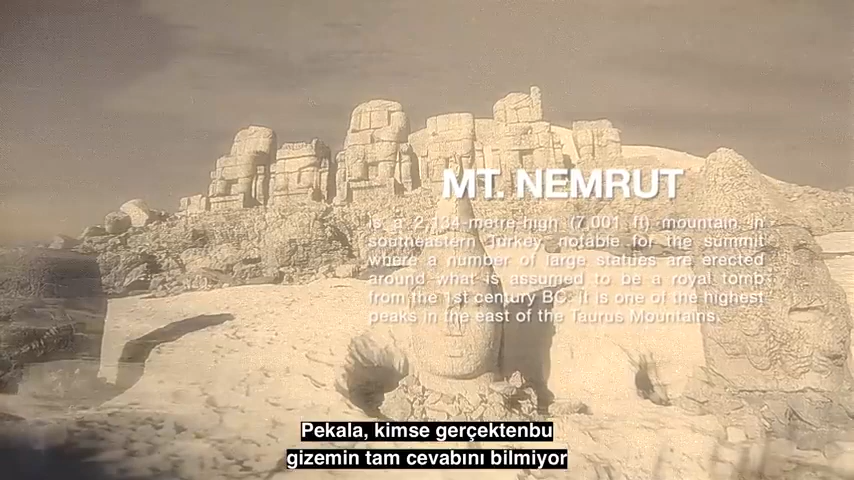 MT. NEMRUT
is a 2,134-metre-high (7,001 ft) mountain in
southeastern Turkey, notable for the summit
where a number of large statues are erected
around what is assumed to be a royal tomb
from the 1st century BC. It is one of the highest
peaks in the east of the Taurus Mountains.
Pekala, kimse gerçektenbu
gizemin tam cevabını bilmiyor